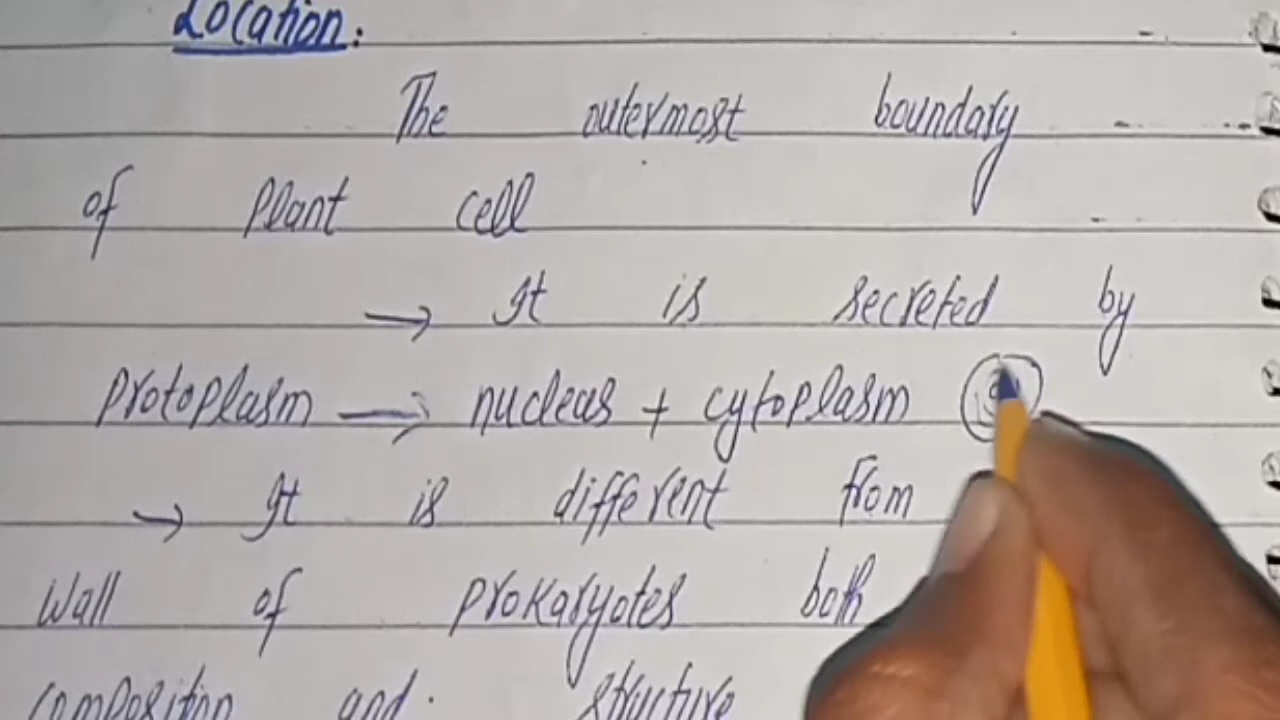 Location:
The outermost boundary
of Plant cell
→ It is secreted by
Protoplasm → nucleus + cytoplasm
→ It is different from
Wall of prokaryotes both
composition and structure